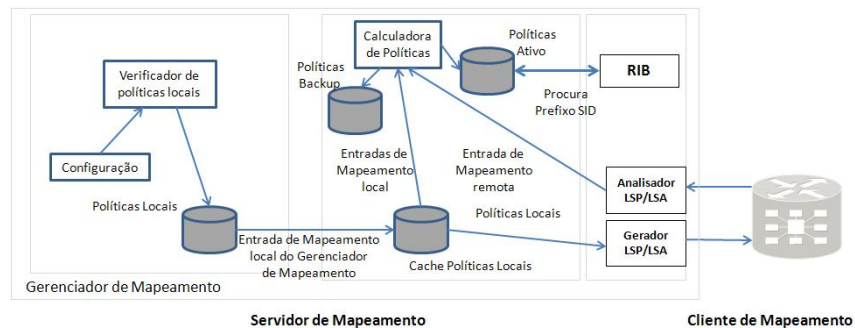 Verificador de
políticas locais
Configuração
Políticas Locais
Entrada de Mapeamento
local do Gerenciador
de Mapeamento
Gerenciador de Mapeamento
Calculadora
de Políticas
Políticas
Backup
Políticas
Ativo
Entradas de
Mapeamento
local
Entrada de
Mapeamento
remota
Políticas Locais
Cache Políticas Locais
RIB
Procura
Prefixo SID
Analisador
LSP/LSA
Gerador
LSP/LSA
Servidor de Mapeamento
Cliente de Mapeamento